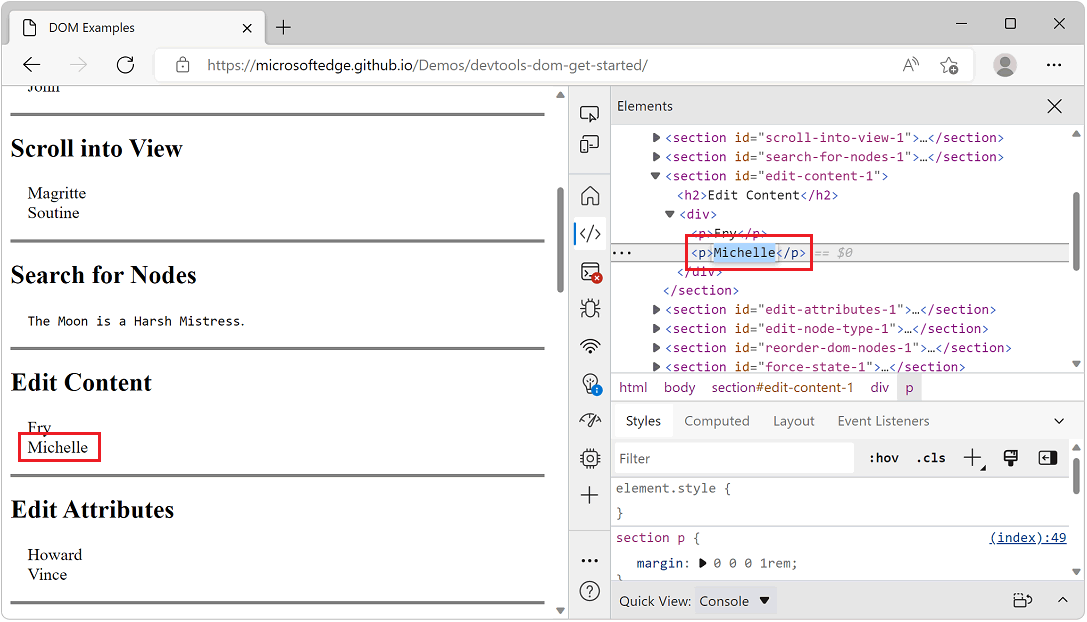 DOM Examples
https://microsoftedge.github.io/Demos/devtools-dom-get-started/
John
Scroll into View
Magritte
Soutine
Search for Nodes
The Moon is a Harsh Mistress.
Edit Content
Fry
Michelle
Edit Attributes
Howard
Vince
Elements
<section id="scroll-into-view-1">…</section>
<section id="search-for-nodes-1">…</section>
<section id="edit-content-1">
<h2>Edit Content</h2>
<div>
<p>Fry</p>
<p>Michelle</p> == $0
</div>
</section>
<section id="edit-attributes-1">…</section>
<section id="edit-node-type-1">…</section>
<section id="reorder-dom-nodes-1">…</section>
<section id="force-state-1">…</section>
html body section#edit-content-1 div p
Styles Computed Layout Event Listeners
Filter :hov .cls
element.style {
}
section p { (index):49
margin: 0 0 0 1rem;
}
Quick View: Console